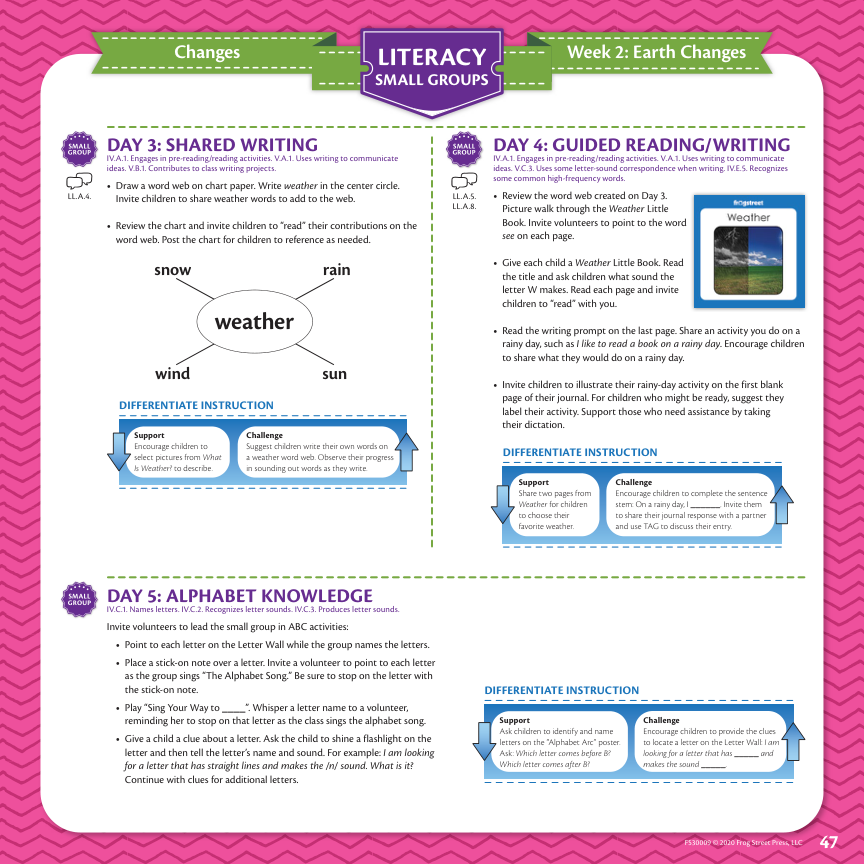 Changes
LITERACY
SMALL GROUPS
Week 2: Earth Changes
SMALL
GROUP
LL.A.4.
DAY 3: SHARED WRITING
IV.A.1. Engages in pre-reading/reading activities. V.A.1. Uses writing to communicate
ideas. V.B.1. Contributes to class writing projects.
• Draw a word web on chart paper. Write weather in the center circle.
Invite children to share weather words to add to the web.
• Review the chart and invite children to “read” their contributions on the
word web. Post the chart for children to reference as needed.
snow
rain
weather
wind
sun
DIFFERENTIATE INSTRUCTION
Support
Encourage children to
select pictures from What
Is Weather? to describe.
Challenge
Suggest children write their own words on
a weather word web. Observe their progress
in sounding out words as they write.
SMALL
GROUP
LL.A.5.
LL.A.8.
DAY 4: GUIDED READING/WRITING
IV.A.1. Engages in pre-reading/reading activities. V.A.1. Uses writing to communicate
ideas. V.C.3. Uses some letter-sound correspondence when writing. IV.E.5. Recognizes
some common high-frequency words.
• Review the word web created on Day 3.
Picture walk through the Weather Little
Book. Invite volunteers to point to the word
see on each page.
• Give each child a Weather Little Book. Read
the title and ask children what sound the
letter W makes. Read each page and invite
children to “read” with you.
frogstreet
Weather
• Read the writing prompt on the last page. Share an activity you do on a
rainy day, such as I like to read a book on a rainy day. Encourage children
to share what they would do on a rainy day.
• Invite children to illustrate their rainy-day activity on the first blank
page of their journal. For children who might be ready, suggest they
label their activity. Support those who need assistance by taking
their dictation.
DIFFERENTIATE INSTRUCTION
Support
Share two pages from
Weather for children
to choose their
favorite weather.
Challenge
Encourage children to complete the sentence
stem: On a rainy day, I ______. Invite them
to share their journal response with a partner
and use TAG to discuss their entry.
SMALL
GROUP
DAY 5: ALPHABET KNOWLEDGE
IV.C.1. Names letters. IV.C.2. Recognizes letter sounds. IV.C.3. Produces letter sounds.
Invite volunteers to lead the small group in ABC activities:
• Point to each letter on the Letter Wall while the group names the letters.
• Place a stick-on note over a letter. Invite a volunteer to point to each letter
as the group sings “The Alphabet Song.” Be sure to stop on the letter with
the stick-on note.
• Play “Sing Your Way to ____”. Whisper a letter name to a volunteer,
reminding her to stop on that letter as the class sings the alphabet song.
• Give a child a clue about a letter. Ask the child to shine a flashlight on the
letter and then tell the letter’s name and sound. For example: I am looking
for a letter that has straight lines and makes the /n/ sound. What is it?
Continue with clues for additional letters.
DIFFERENTIATE INSTRUCTION
Support
Ask children to identify and name
letters on the “Alphabet Arc” poster.
Ask: Which letter comes before B?
Which letter comes after B?
Challenge
Encourage children to provide the clues
to locate a letter on the Letter Wall: I am
looking for a letter that has _____ and
makes the sound _____.
FS30009 © 2020 Frog Street Press, LLC
47